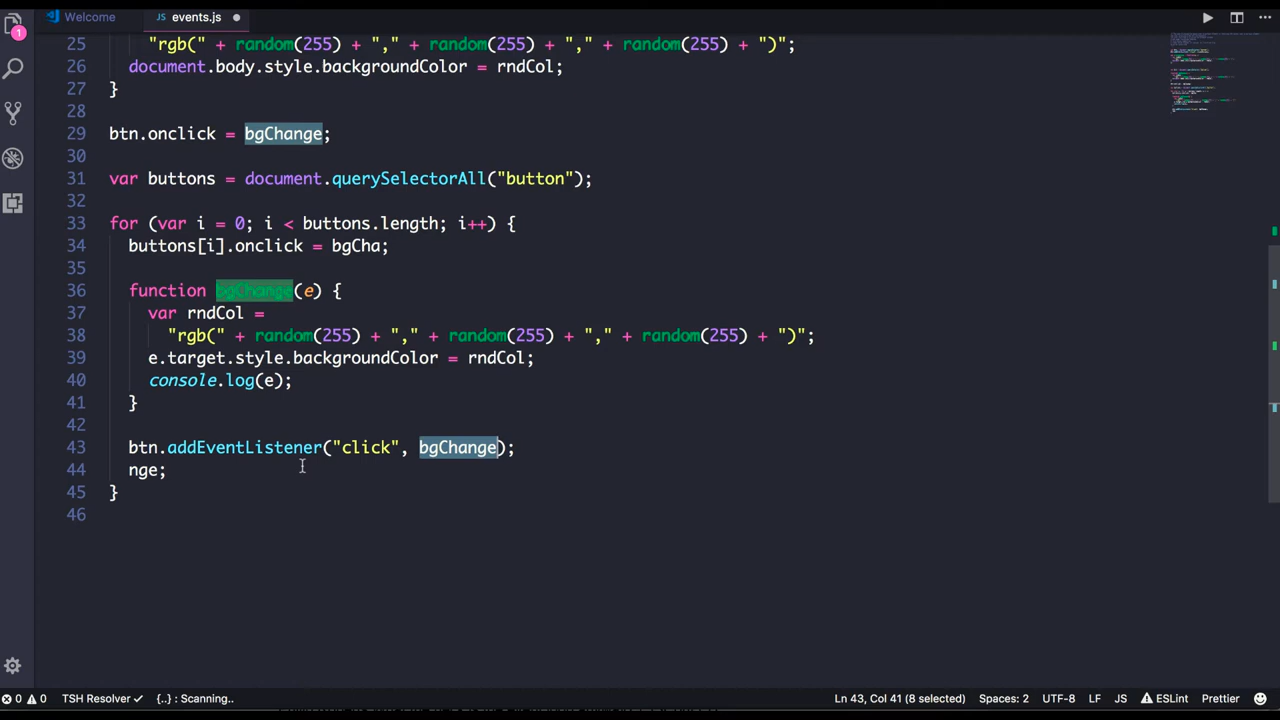 Welcome
JS events.js
1
25 "rgb(" + random(255) + "," + random(255) + "," + random(255) + ")";
26 document.body.style.backgroundColor = rndCol;
27 }
28
29 btn.onclick = bgChange;
30
31 var buttons = document.querySelectorAll("button");
32
33 for (var i = 0; i < buttons.length; i++) {
34 buttons[i].onclick = bgCha;
35
36 function bgChange(e) {
37 var rndCol =
38 "rgb(" + random(255) + "," + random(255) + "," + random(255) + ")";
39 e.target.style.backgroundColor = rndCol;
40 console.log(e);
41 }
42
43 btn.addEventListener("click", bgChange);
44 nge;
45 }
46
0 0 TSH Resolver ✓ {..} : Scanning.. Ln 43, Col 41 (8 selected) Spaces: 2 UTF-8 LF JS ESLint Prettier